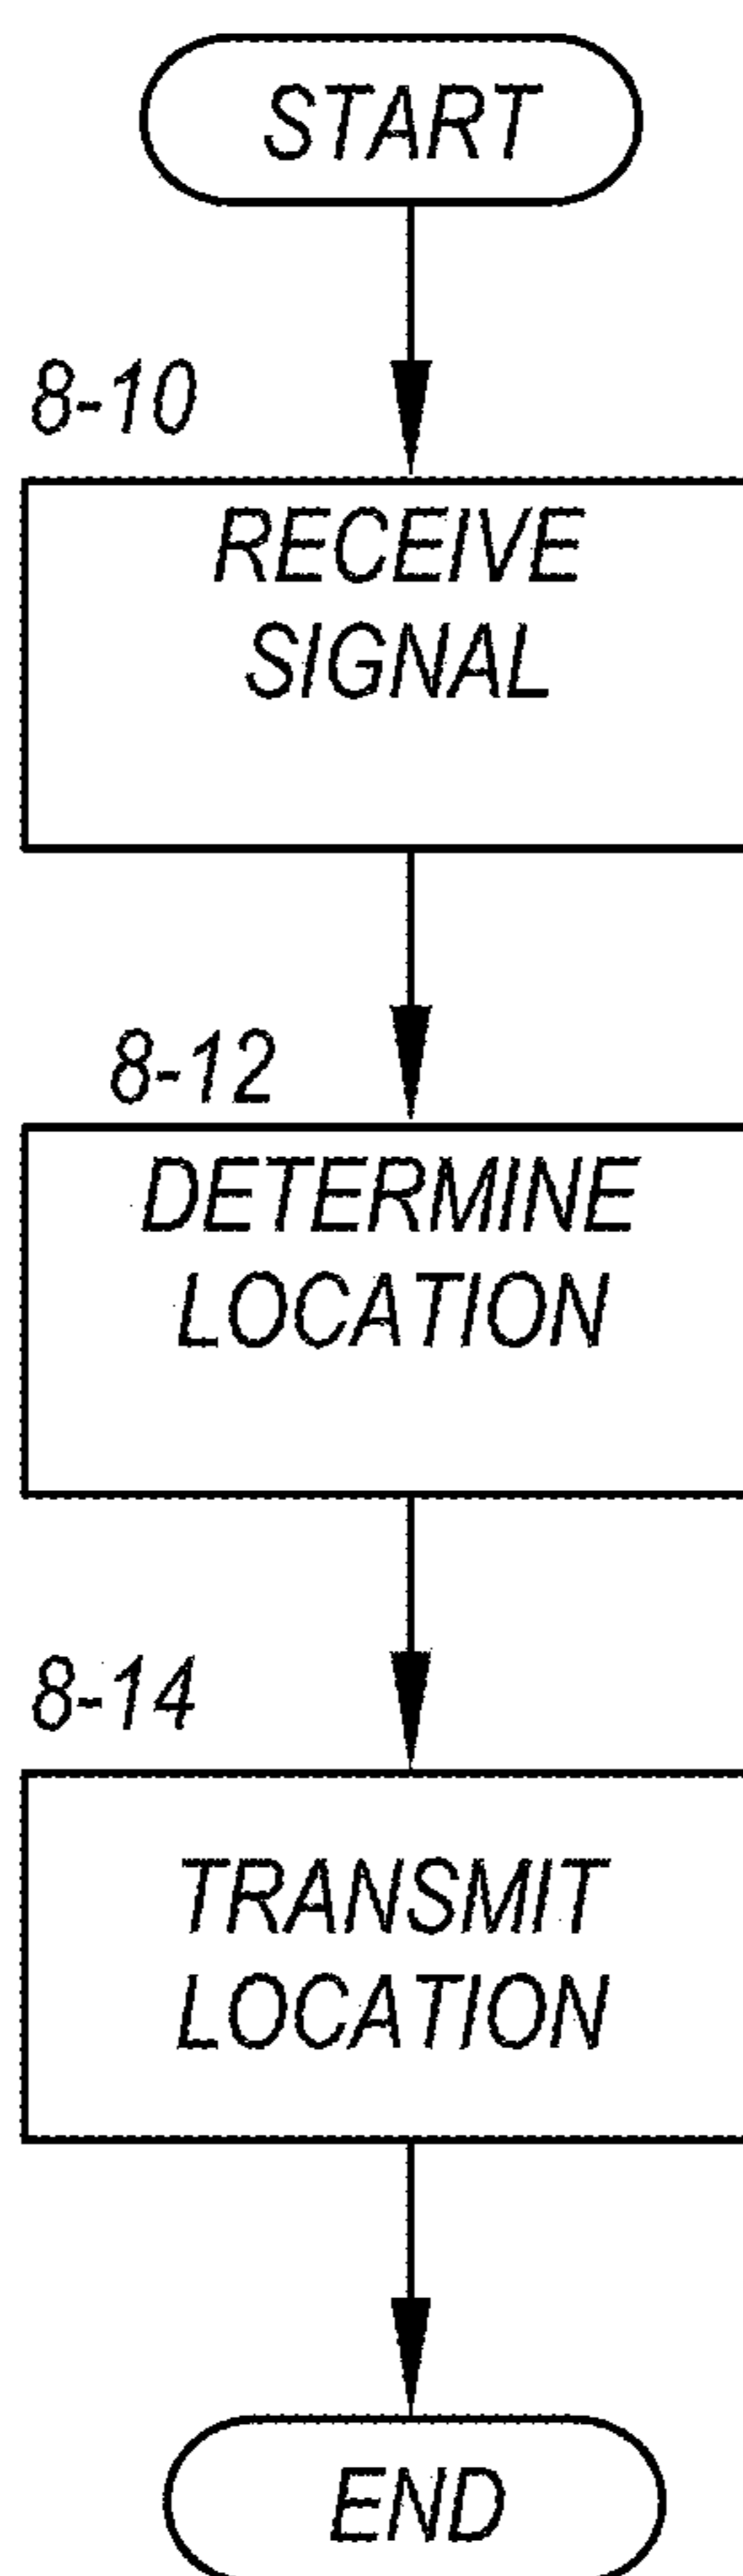 START
8-10
RECEIVE
SIGNAL
8-12
DETERMINE
LOCATION
8-14
TRANSMIT
LOCATION
END